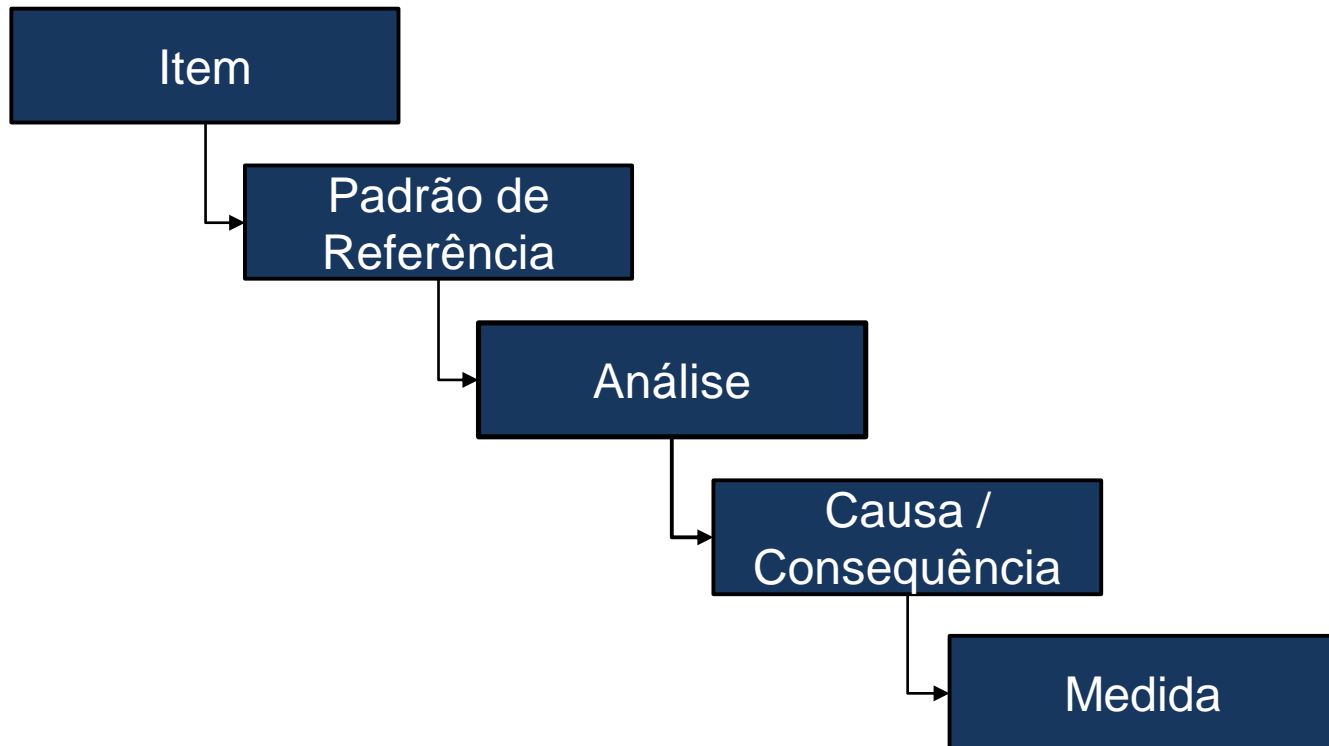 Item
Padrão de
Referência
Análise
Causa /
Consequência
Medida